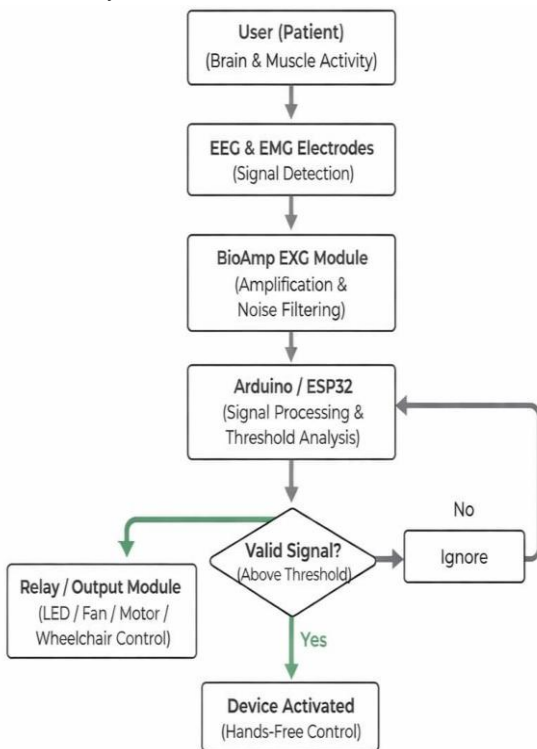 User (Patient)
(Brain & Muscle Activity)
EEG & EMG Electrodes
(Signal Detection)
BioAmp EXG Module
(Amplification &
Noise Filtering)
Arduino / ESP32
(Signal Processing &
Threshold Analysis)
No
Valid Signal?
(Above Threshold)
Ignore
Relay / Output Module
(LED / Fan / Motor /
Wheelchair Control)
Yes
Device Activated
(Hands-Free Control)